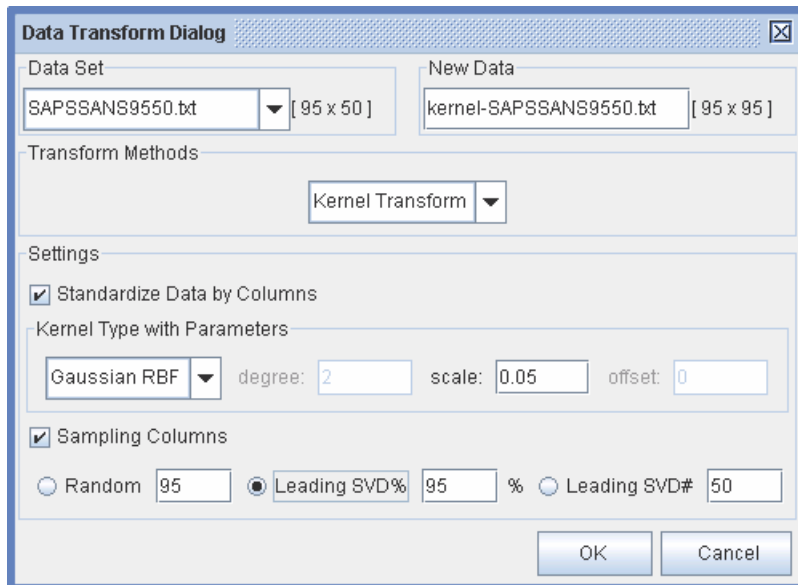 Data Transform Dialog
Data Set
New Data
SAPSSANS9550.txt [ 95 x 50 ]
kernel-SAPSSANS9550.txt [ 95 x 95 ]
Transform Methods
Kernel Transform
Settings
Standardize Data by Columns
Kernel Type with Parameters
Gaussian RBF degree: 2 scale: 0.05 offset: 0
Sampling Columns
Random 95 Leading SVD% 95 % Leading SVD# 50
OK Cancel